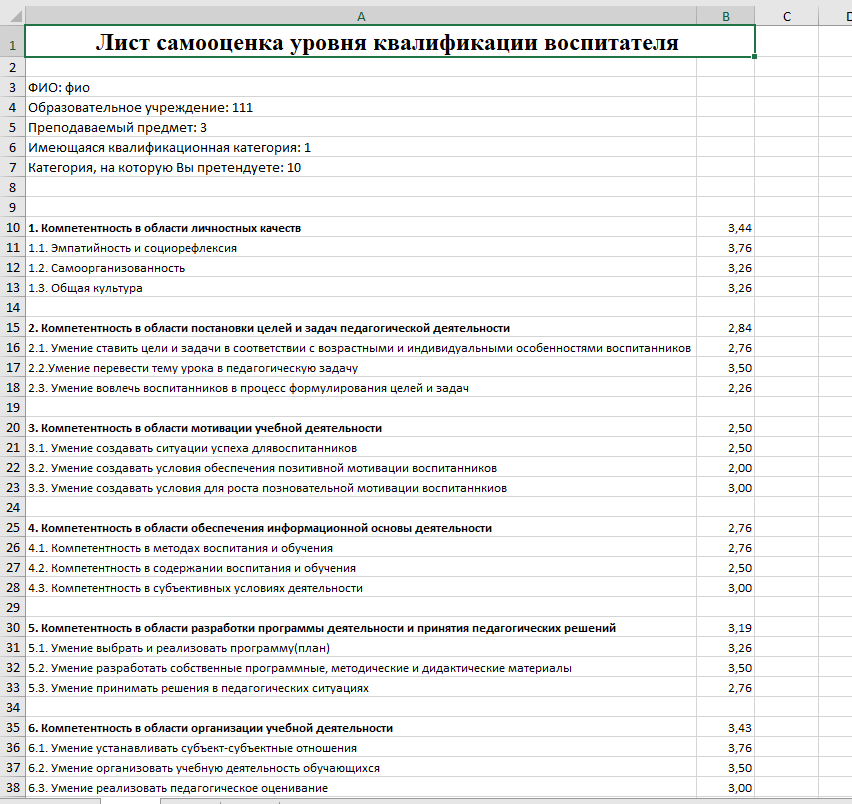 A B C D
1 Лист самооценка уровня квалификации воспитателя
2
3 ФИО: фио
4 Образовательное учреждение: 111
5 Преподаваемый предмет: 3
6 Имеющаяся квалификационная категория: 1
7 Категория, на которую Вы претендуете: 10
8
9
10 1. Компетентность в области личностных качеств 3,44
11 1.1. Эмпатийность и социорефлексия 3,76
12 1.2. Самоорганизованность 3,26
13 1.3. Общая культура 3,26
14
15 2. Компетентность в области постановки целей и задач педагогической деятельности 2,84
16 2.1. Умение ставить цели и задачи в соответствии с возрастными и индивидуальными особенностями воспитанников 2,76
17 2.2.Умение перевести тему урока в педагогическую задачу 3,50
18 2.3. Умение вовлечь воспитанников в процесс формулирования целей и задач 2,26
19
20 3. Компетентность в области мотивации учебной деятельности 2,50
21 3.1. Умение создавать ситуации успеха длявоспитанников 2,50
22 3.2. Умение создавать условия обеспечения позитивной мотивации воспитанников 2,00
23 3.3. Умение создавать условия для роста позновательной мотивации воспитаннкиов 3,00
24
25 4. Компетентность в области обеспечения информационной основы деятельности 2,76
26 4.1. Компетентность в методах воспитания и обучения 2,76
27 4.2. Компетентность в содержании воспитания и обучения 2,50
28 4.3. Компетентность в субъективных условиях деятельности 3,00
29
30 5. Компетентность в области разработки программы деятельности и принятия педагогических решений 3,19
31 5.1. Умение выбрать и реализовать программу(план) 3,26
32 5.2. Умение разработать собственные программные, методические и дидактические материалы 3,50
33 5.3. Умение принимать решения в педагогических ситуациях 2,76
34
35 6. Компетентность в области организации учебной деятельности 3,43
36 6.1. Умение устанавливать субъект-субъектные отношения 3,76
37 6.2. Умение организовать учебную деятельность обучающихся 3,50
38 6.3. Умение реализовать педагогическое оценивание 3,00